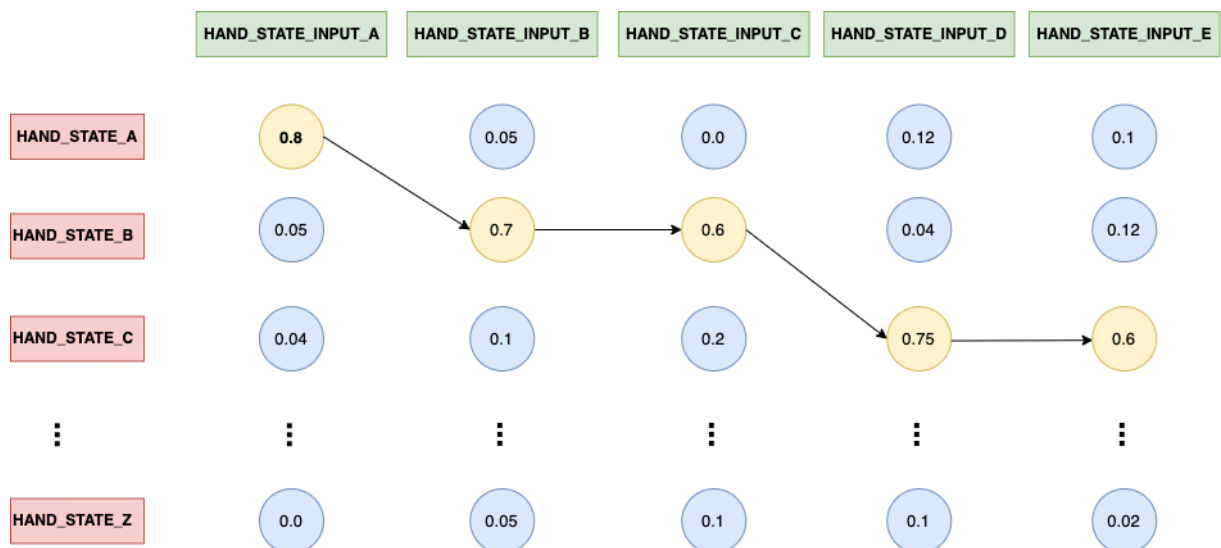 HAND_STATE_INPUT_A HAND_STATE_INPUT_B HAND_STATE_INPUT_C HAND_STATE_INPUT_D HAND_STATE_INPUT_E
HAND_STATE_A 0.8 0.05 0.0 0.12 0.1
HAND_STATE_B 0.05 0.7 0.6 0.04 0.12
HAND_STATE_C 0.04 0.1 0.2 0.75 0.6
HAND_STATE_Z 0.0 0.05 0.1 0.1 0.02